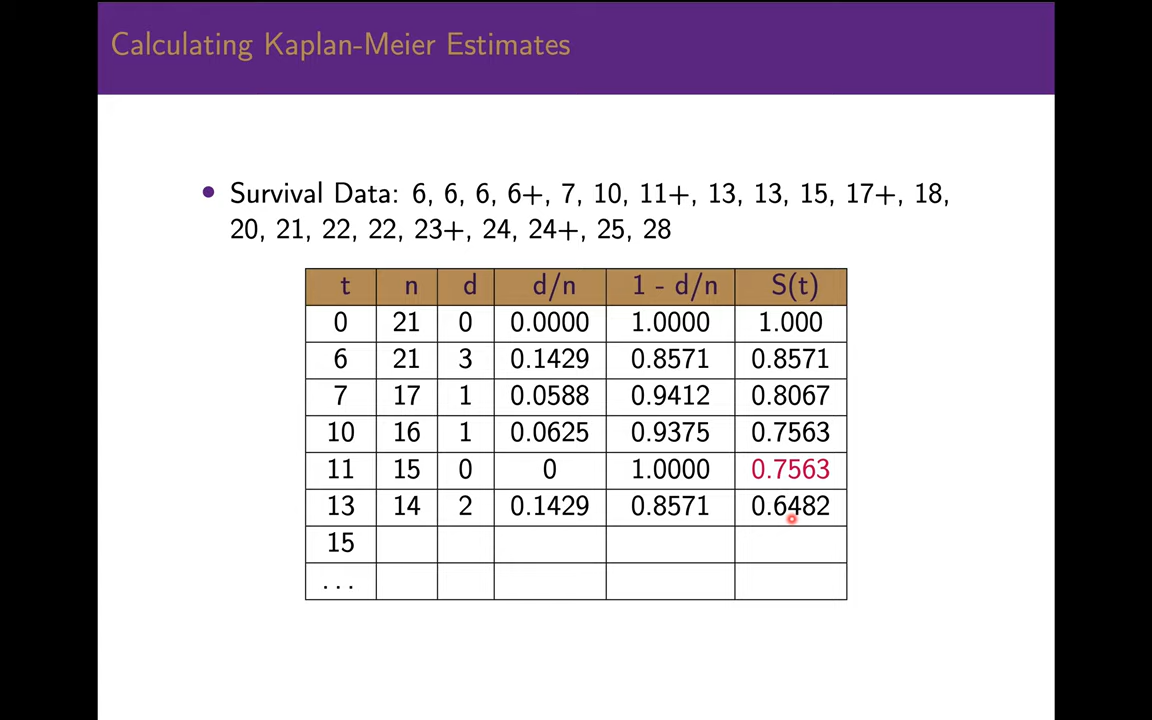 Calculating Kaplan-Meier Estimates
• Survival Data: 6, 6, 6, 6+, 7, 10, 11+, 13, 13, 15, 17+, 18,
20, 21, 22, 22, 23+, 24, 24+, 25, 28
t n d d/n 1 - d/n S(t)
0 21 0 0.0000 1.0000 1.000
6 21 3 0.1429 0.8571 0.8571
7 17 1 0.0588 0.9412 0.8067
10 16 1 0.0625 0.9375 0.7563
11 15 0 0 1.0000 0.7563
13 14 2 0.1429 0.8571 0.6482
15
...